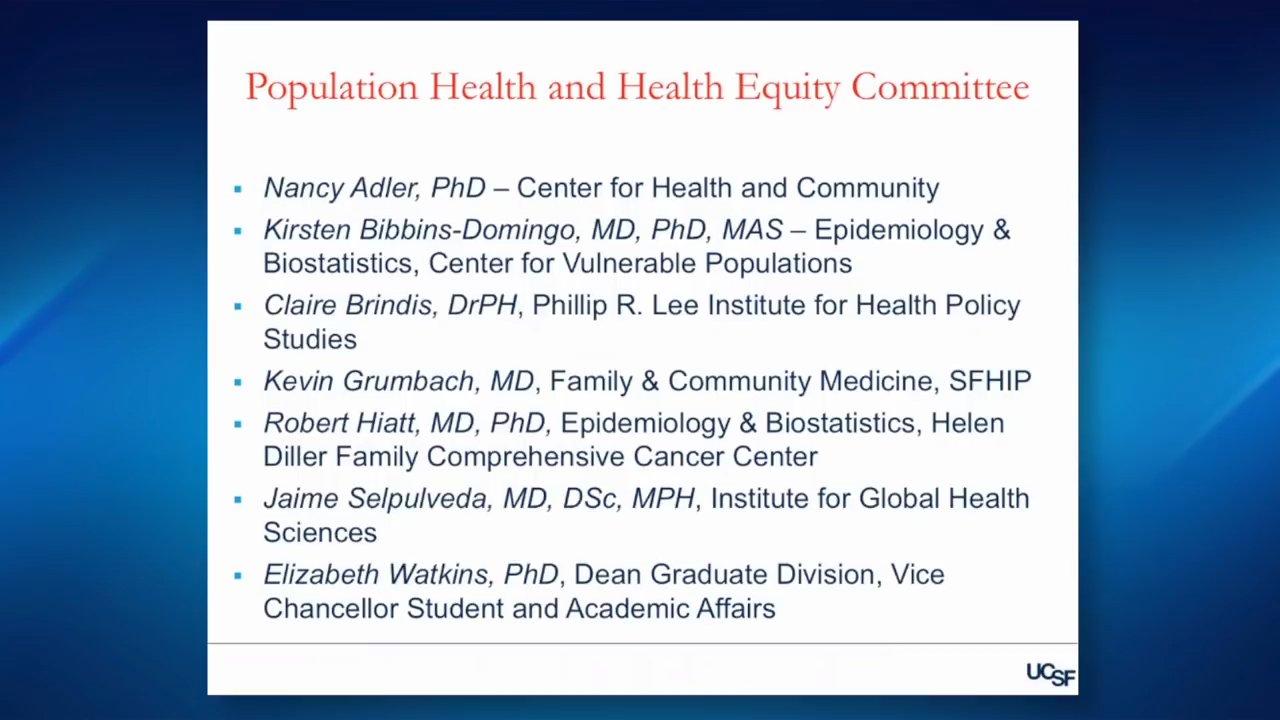 Population Health and Health Equity Committee
▪ Nancy Adler, PhD – Center for Health and Community
▪ Kirsten Bibbins-Domingo, MD, PhD, MAS – Epidemiology &
Biostatistics, Center for Vulnerable Populations
▪ Claire Brindis, DrPH, Phillip R. Lee Institute for Health Policy
Studies
▪ Kevin Grumbach, MD, Family & Community Medicine, SFHIP
▪ Robert Hiatt, MD, PhD, Epidemiology & Biostatistics, Helen
Diller Family Comprehensive Cancer Center
▪ Jaime Selpulveda, MD, DSc, MPH, Institute for Global Health
Sciences
▪ Elizabeth Watkins, PhD, Dean Graduate Division, Vice
Chancellor Student and Academic Affairs
UCSF